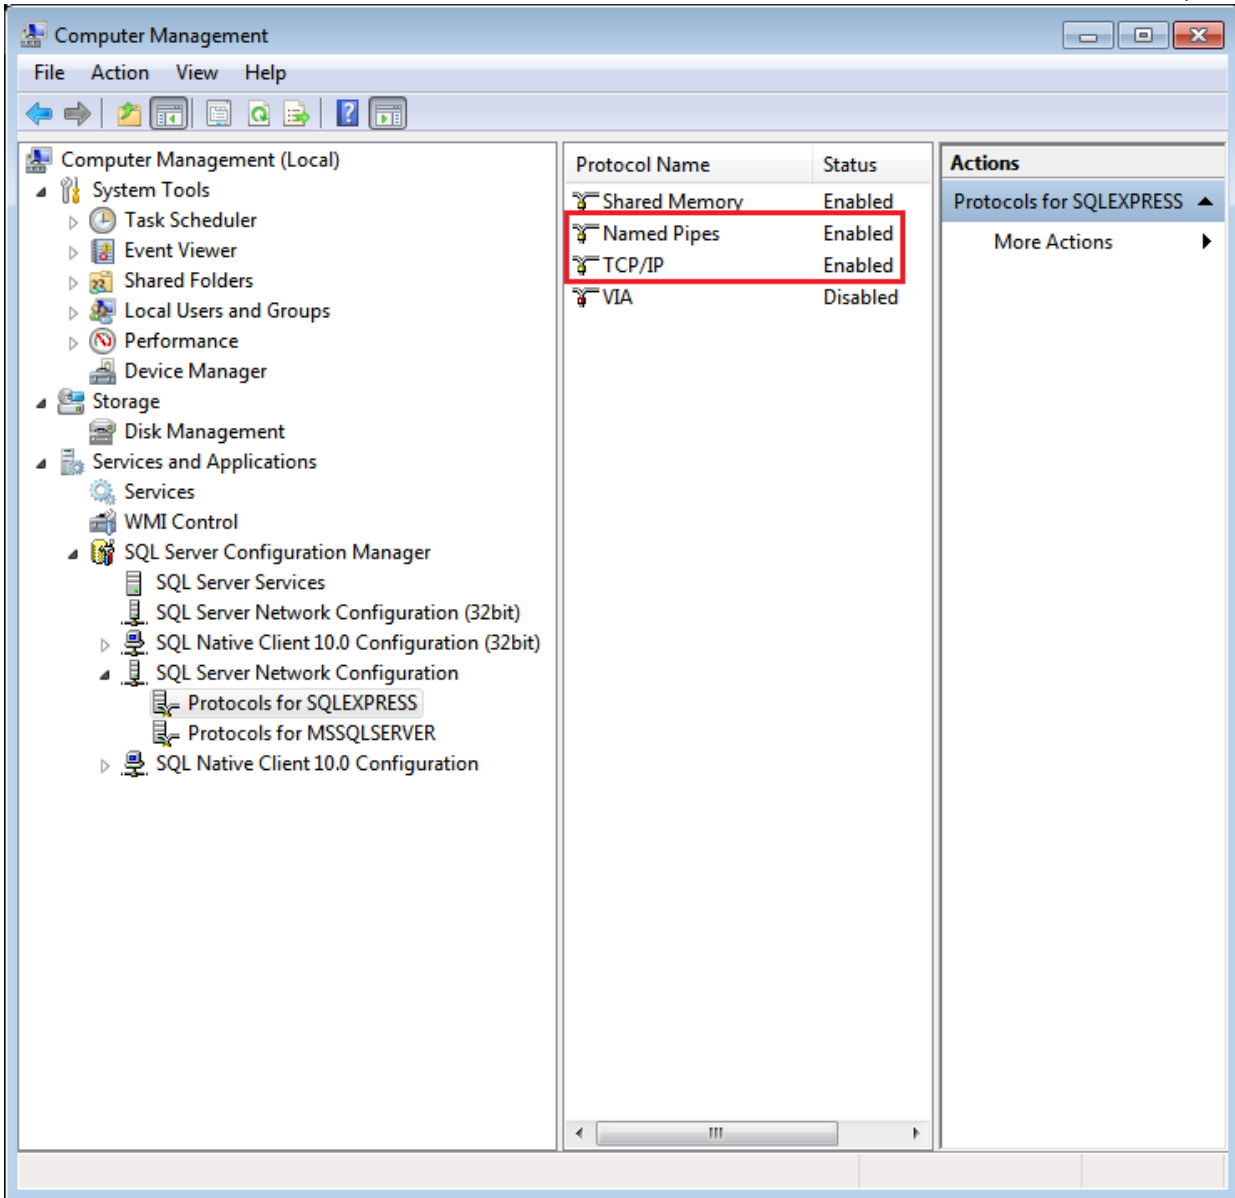 Computer Management
File Action View Help
Computer Management (Local)
System Tools
Task Scheduler
Event Viewer
Shared Folders
Local Users and Groups
Performance
Device Manager
Storage
Disk Management
Services and Applications
Services
WMI Control
SQL Server Configuration Manager
SQL Server Services
SQL Server Network Configuration (32bit)
SQL Native Client 10.0 Configuration (32bit)
SQL Server Network Configuration
Protocols for SQLEXPRESS
Protocols for MSSQLSERVER
SQL Native Client 10.0 Configuration
Protocol Name Status
Shared Memory Enabled
Named Pipes Enabled
TCP/IP Enabled
VIA Disabled
Actions
Protocols for SQLEXPRESS
More Actions